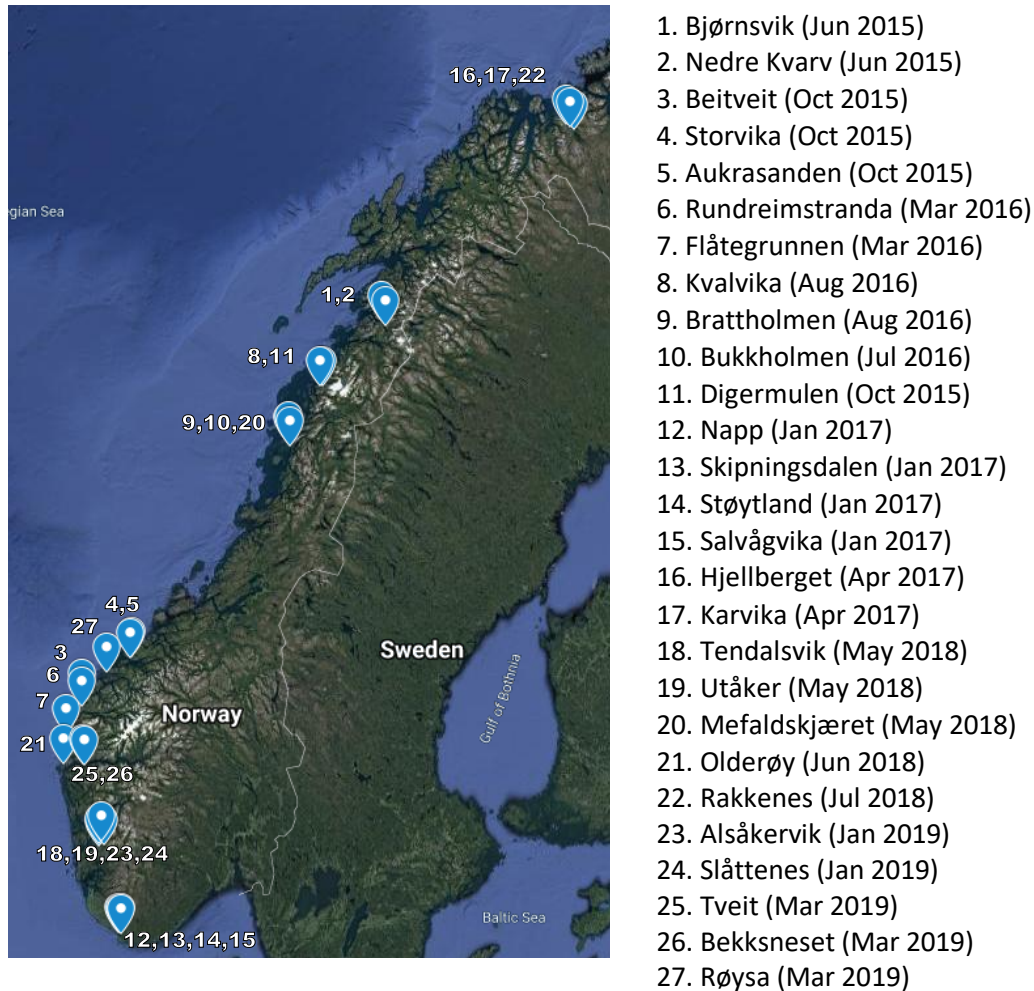 16,17,22
gian Sea
1,2
8,11
9,10,20
4,5
27
3
6
Sweden
7
Norway
Gulf of Bothnia
21
25,26
18,19,23,24
Baltic Sea
12,13,14,15
1. Bjørnsvik (Jun 2015)
2. Nedre Kvarv (Jun 2015)
3. Beitveit (Oct 2015)
4. Storvika (Oct 2015)
5. Aukrasanden (Oct 2015)
6. Rundreimstranda (Mar 2016)
7. Flåtegrunnen (Mar 2016)
8. Kvalvika (Aug 2016)
9. Brattholmen (Aug 2016)
10. Bukkholmen (Jul 2016)
11. Digermulen (Oct 2015)
12. Napp (Jan 2017)
13. Skipningsdalen (Jan 2017)
14. Støytland (Jan 2017)
15. Salvågvika (Jan 2017)
16. Hjellberget (Apr 2017)
17. Karvika (Apr 2017)
18. Tendalsvik (May 2018)
19. Utåker (May 2018)
20. Mefaldskjæret (May 2018)
21. Olderøy (Jun 2018)
22. Rakkenes (Jul 2018)
23. Alsåkervik (Jan 2019)
24. Slåttenes (Jan 2019)
25. Tveit (Mar 2019)
26. Bekksneset (Mar 2019)
27. Røysa (Mar 2019)